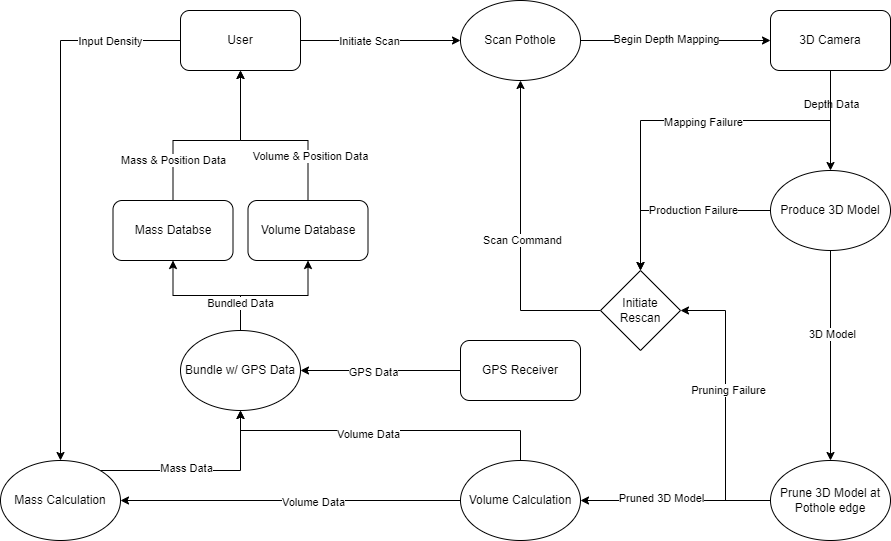 Input Density
User
Initiate Scan
Scan Pothole
Begin Depth Mapping
3D Camera
Depth Data
Mapping Failure
Mass & Position Data
Volume & Position Data
Mass Databse
Volume Database
Production Failure
Produce 3D Model
Scan Command
Initiate
Rescan
Bundled Data
3D Model
Bundle w/ GPS Data
GPS Data
GPS Receiver
Pruning Failure
Volume Data
Mass Data
Mass Calculation
Volume Data
Volume Calculation
Pruned 3D Model
Prune 3D Model at
Pothole edge